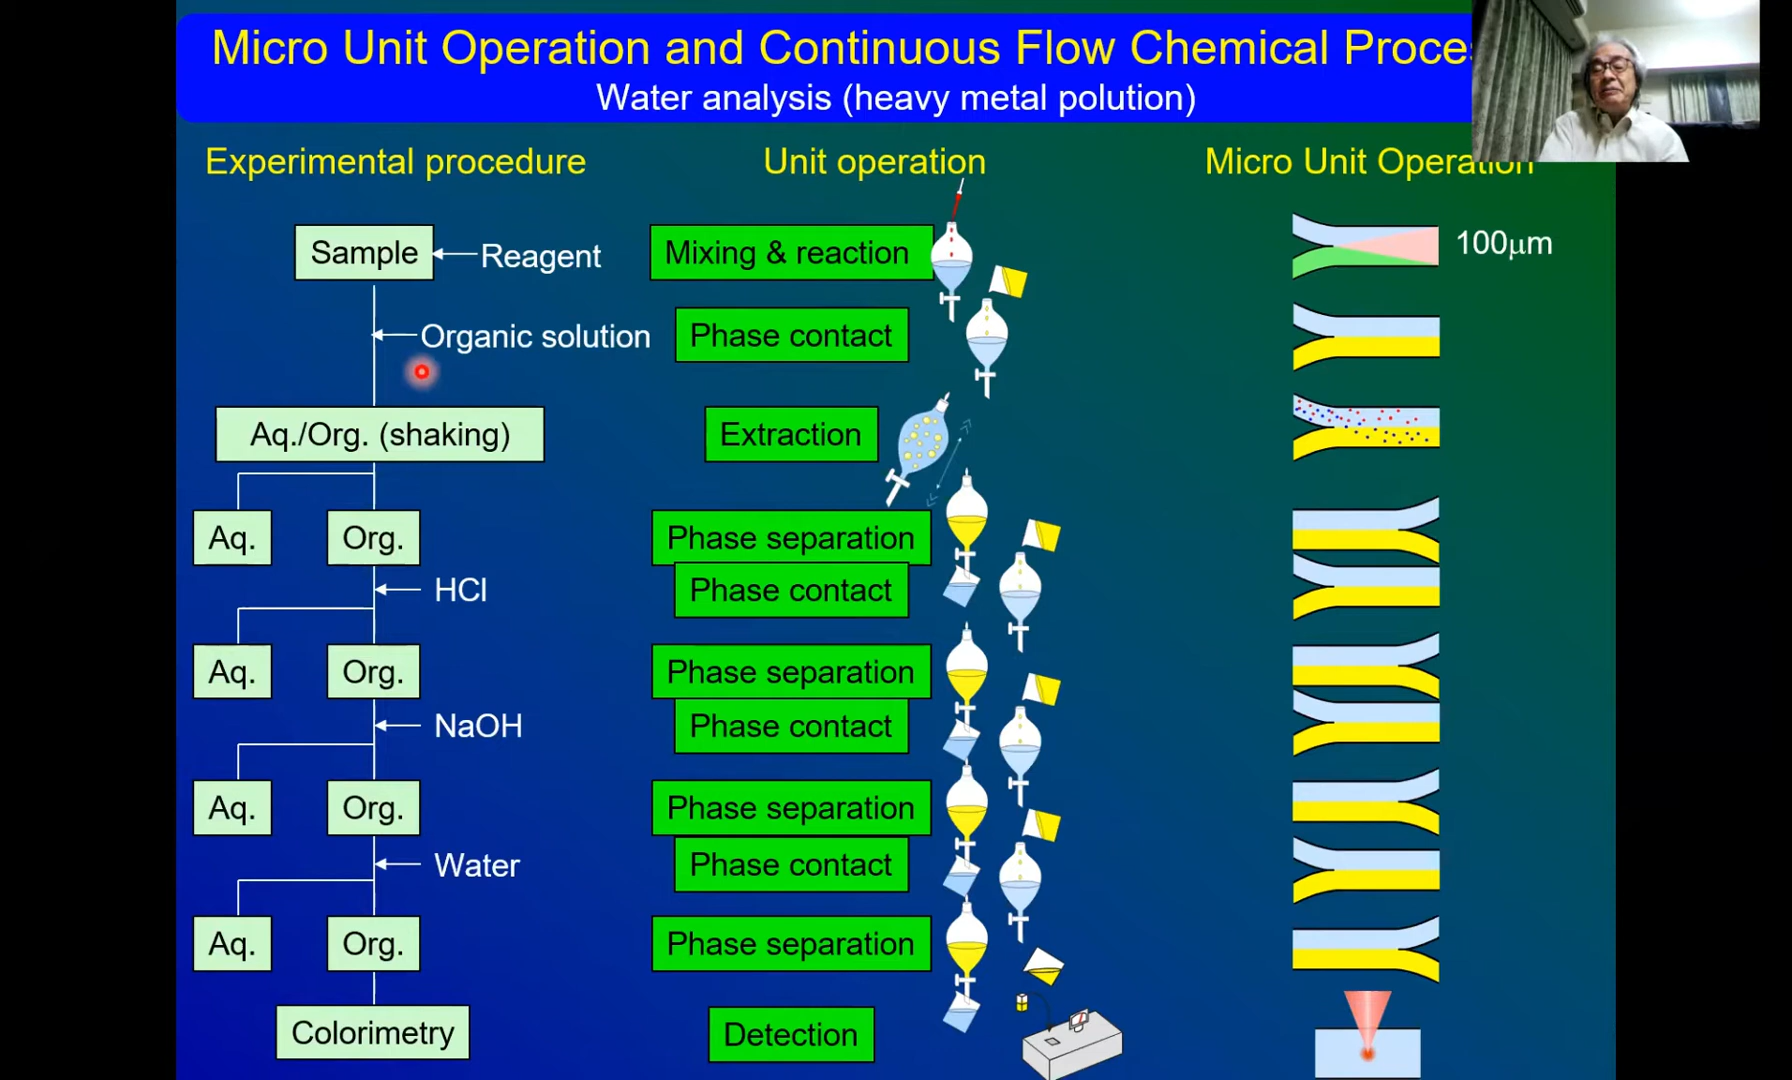 Micro Unit Operation and Continuous Flow Chemical Proces
Water analysis (heavy metal polution)
Experimental procedure
Unit operation
Micro Unit Operation
Sample
Reagent
Mixing & reaction
100μm
Organic solution
Phase contact
Aq./Org. (shaking)
Extraction
Aq.
Org.
Phase separation
HCl
Phase contact
Aq.
Org.
Phase separation
NaOH
Phase contact
Aq.
Org.
Phase separation
Water
Phase contact
Aq.
Org.
Phase separation
Colorimetry
Detection